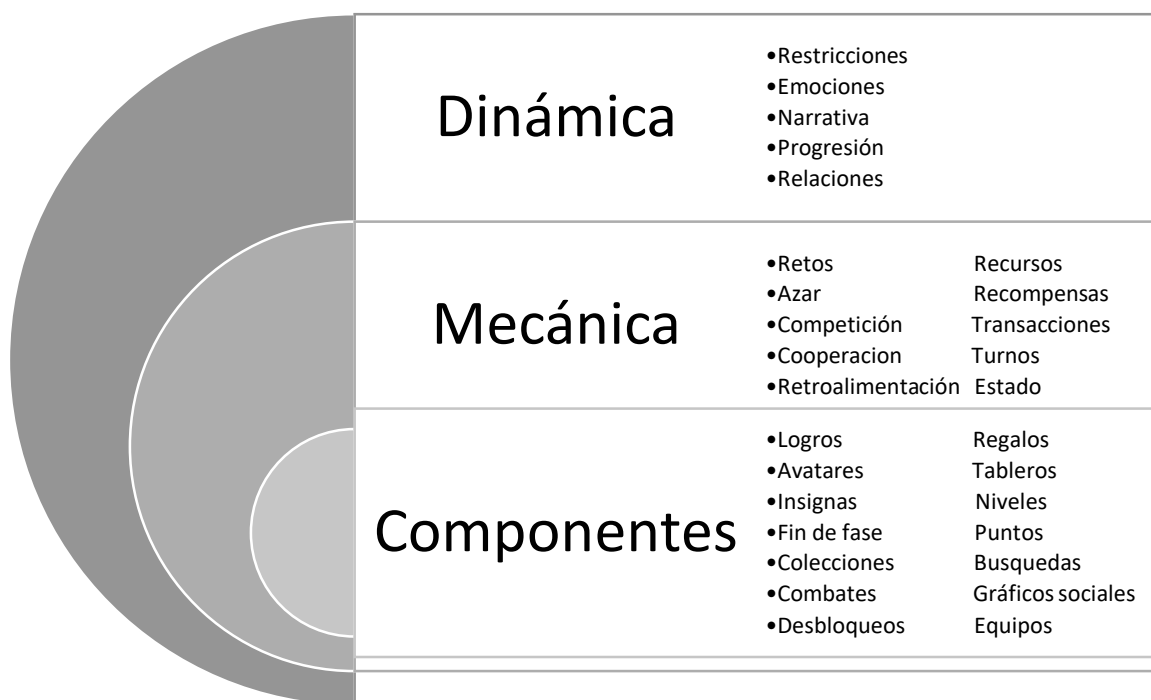 Dinámica
•Restricciones
•Emociones
•Narrativa
•Progresión
•Relaciones
Mecánica
•Retos Recursos
•Azar Recompensas
•Competición Transacciones
•Cooperacion Turnos
•Retroalimentación Estado
Componentes
•Logros Regalos
•Avatares Tableros
•Insignas Niveles
•Fin de fase Puntos
•Colecciones Busquedas
•Combates Gráficos sociales
•Desbloqueos Equipos